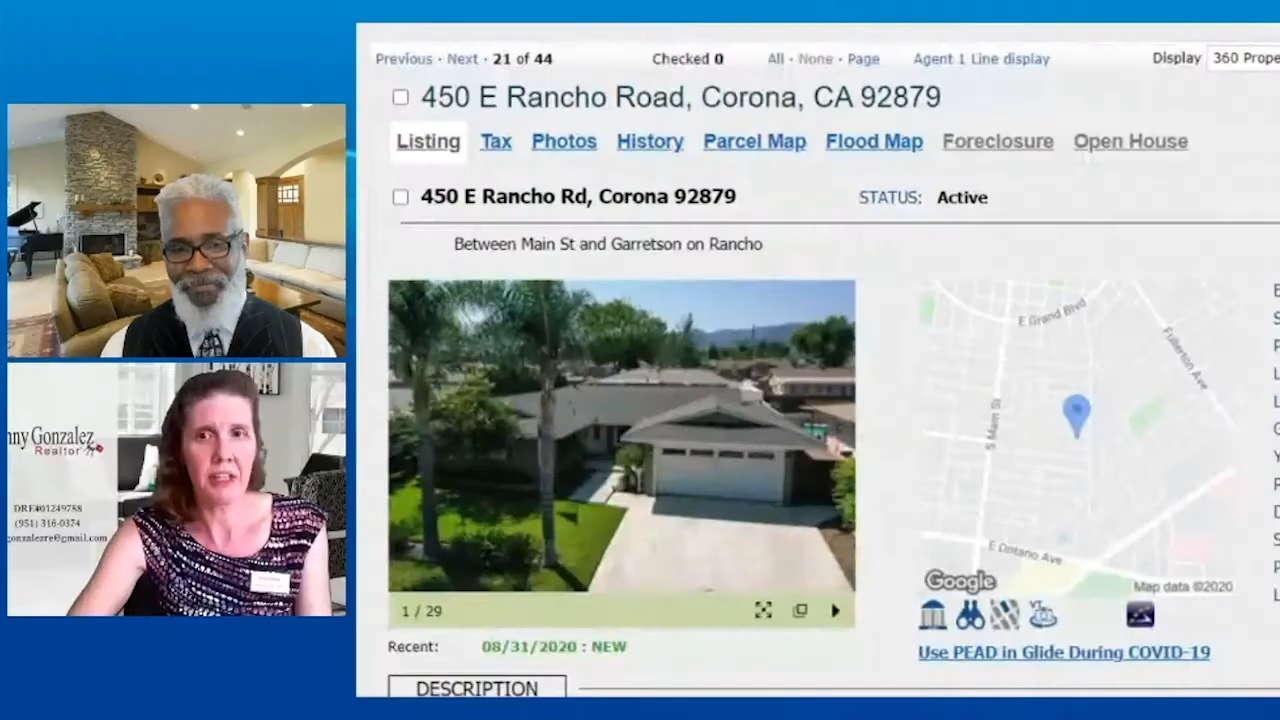 Previous · Next · 21 of 44 Checked 0 All · None · Page Agent 1 Line display Display 360 Prope
450 E Rancho Road, Corona, CA 92879
Listing Tax Photos History Parcel Map Flood Map Foreclosure Open House
450 E Rancho Rd, Corona 92879 STATUS: Active
Between Main St and Garretson on Rancho
E Grand Blvd
Fullerton Ave
S Main St
E Ontario Ave
Google
Map data ©2020
1 / 29
Recent: 08/31/2020 : NEW
Use PEAD in Glide During COVID-19
DESCRIPTION
nny Gonzalez
Realtor
DRE#01249788
(951) 316-0374
gonzalezre@gmail.com